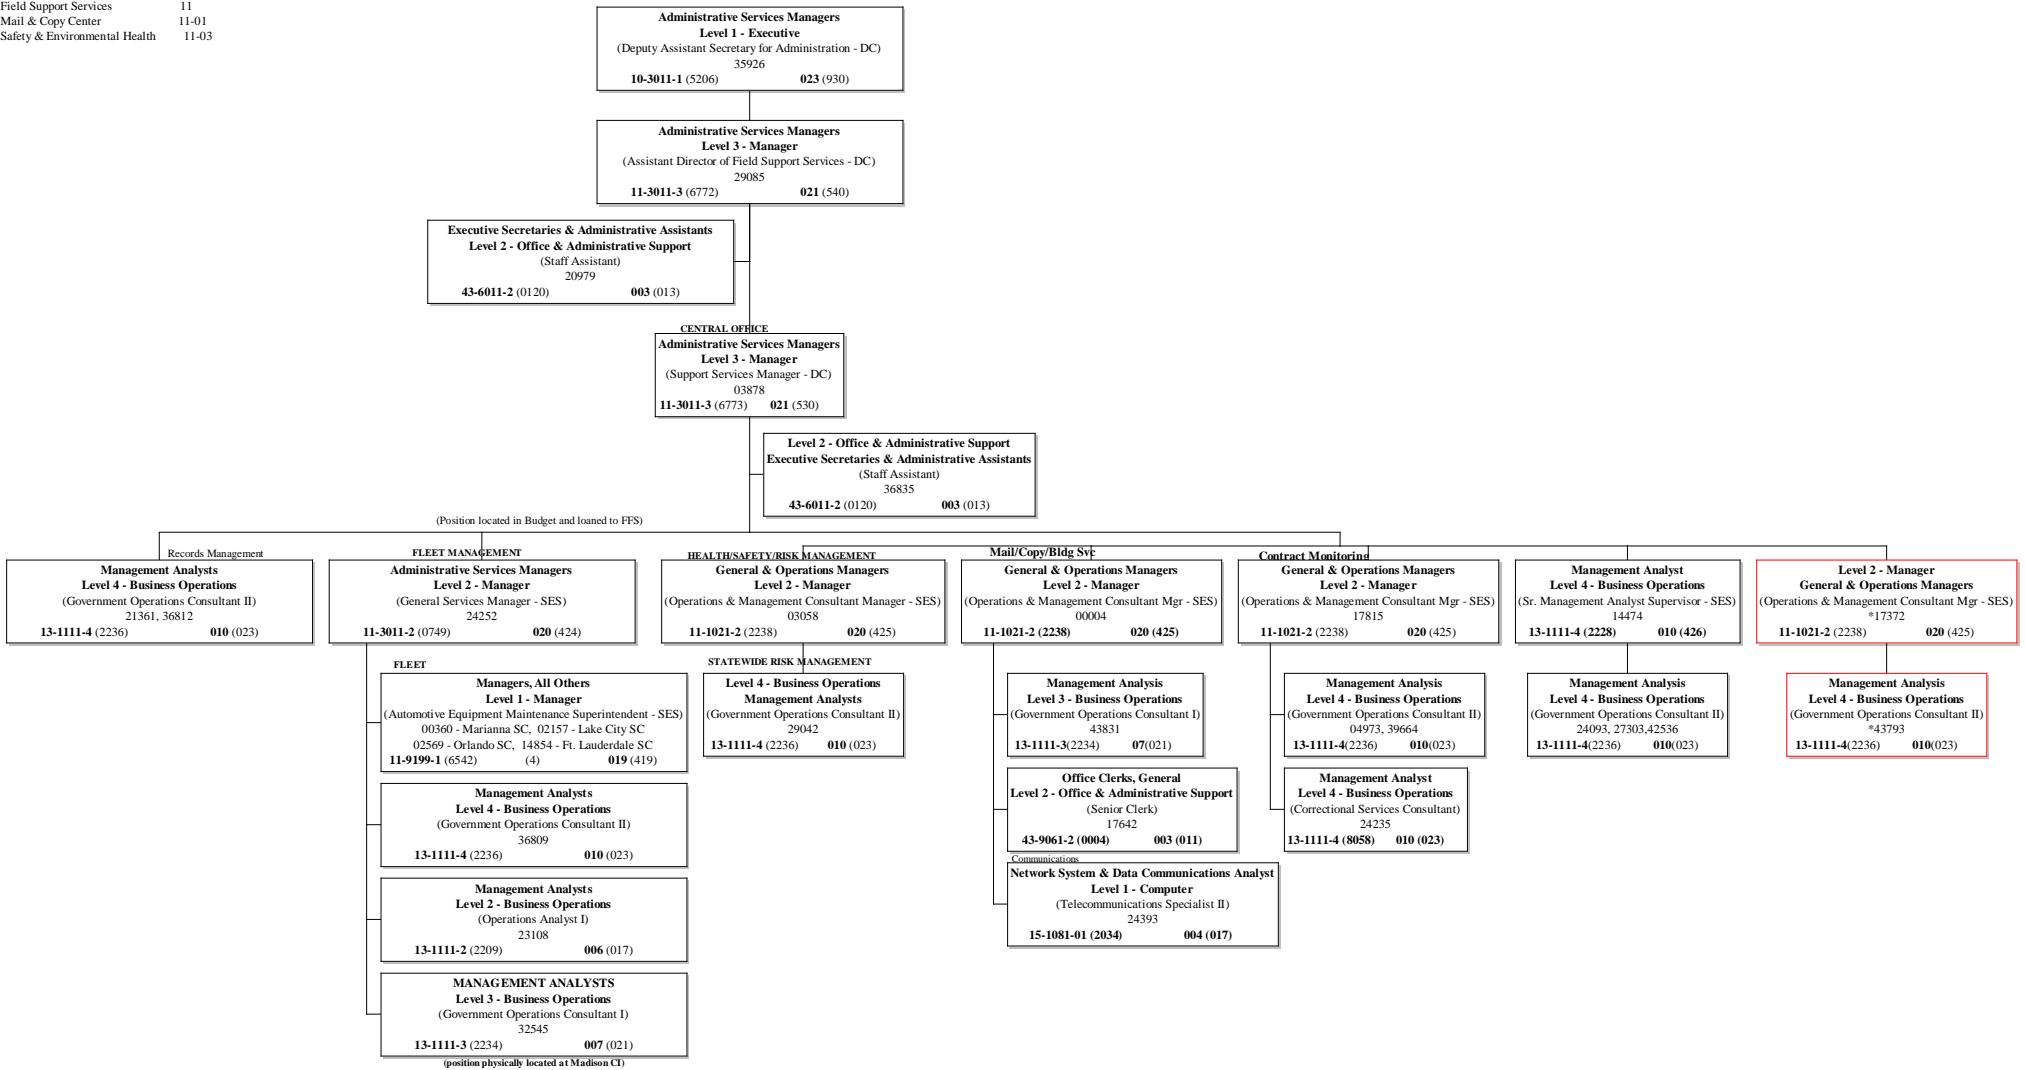 Field Support Services 11
Mail & Copy Center 11-01
Safety & Environmental Health 11-03
Administrative Services Managers
Level 1 - Executive
(Deputy Assistant Secretary for Administration - DC)
35926
10-3011-1 (5206) 023 (930)
Administrative Services Managers
Level 3 - Manager
(Assistant Director of Field Support Services - DC)
29085
11-3011-3 (6772) 021 (540)
Executive Secretaries & Administrative Assistants
Level 2 - Office & Administrative Support
(Staff Assistant)
20979
43-6011-2 (0120) 003 (013)
CENTRAL OFFICE
Administrative Services Managers
Level 3 - Manager
(Support Services Manager - DC)
03878
11-3011-3 (6773) 021 (530)
Level 2 - Office & Administrative Support
Executive Secretaries & Administrative Assistants
(Staff Assistant)
36835
43-6011-2 (0120) 003 (013)
(Position located in Budget and loaned to FFS)
Records Management
Management Analysts
Level 4 - Business Operations
(Government Operations Consultant II)
21361, 36812
13-1111-4 (2236) 010 (023)
FLEET MANAGEMENT
Administrative Services Managers
Level 2 - Manager
(General Services Manager - SES)
24252
11-3011-2 (0749) 020 (424)
FLEET
Managers, All Others
Level 1 - Manager
(Automotive Equipment Maintenance Superintendent - SES)
00360 - Marianna SC, 02157 - Lake City SC
02569 - Orlando SC, 14854 - Ft. Lauderdale SC
11-9199-1 (6542) (4) 019 (419)
Management Analysts
Level 4 - Business Operations
(Government Operations Consultant II)
36809
13-1111-4 (2236) 010 (023)
Management Analysts
Level 2 - Business Operations
(Operations Analyst I)
23108
13-1111-2 (2209) 006 (017)
MANAGEMENT ANALYSTS
Level 3 - Business Operations
(Government Operations Consultant I)
32545
13-1111-3 (2234) 007 (021)
(position physically located at Madison CI)
HEALTH/SAFETY/RISK MANAGEMENT
General & Operations Managers
Level 2 - Manager
(Operations & Management Consultant Manager - SES)
03058
11-1021-2 (2238) 020 (425)
STATEWIDE RISK MANAGEMENT
Level 4 - Business Operations
Management Analysts
(Government Operations Consultant II)
29042
13-1111-4 (2236) 010 (023)
Mail/Copy/Bldg Svc
General & Operations Managers
Level 2 - Manager
(Operations & Management Consultant Mgr - SES)
00004
11-1021-2 (2238) 020 (425)
Management Analysis
Level 3 - Business Operations
(Government Operations Consultant I)
43831
13-1111-3(2234) 07(021)
Office Clerks, General
Level 2 - Office & Administrative Support
(Senior Clerk)
17642
43-9061-2 (0004) 003 (011)
Communications
Network System & Data Communications Analyst
Level 1 - Computer
(Telecommunications Specialist II)
24393
15-1081-01 (2034) 004 (017)
Contract Monitoring
General & Operations Managers
Level 2 - Manager
(Operations & Management Consultant Mgr - SES)
17815
11-1021-2 (2238) 020 (425)
Management Analysis
Level 4 - Business Operations
(Government Operations Consultant II)
04973, 39664
13-1111-4(2236) 010(023)
Management Analyst
Level 4 - Business Operations
(Correctional Services Consultant)
24235
13-1111-4 (8058) 010 (023)
Management Analyst
Level 4 - Business Operations
(Sr. Management Analyst Supervisor - SES)
14474
13-1111-4 (2228) 010 (426)
Management Analysis
Level 4 - Business Operations
(Government Operations Consultant II)
24093, 27303,42536
13-1111-4(2236) 010(023)
Level 2 - Manager
General & Operations Managers
(Operations & Management Consultant Mgr - SES)
*17372
11-1021-2 (2238) 020 (425)
Management Analysis
Level 4 - Business Operations
(Government Operations Consultant II)
*43793
13-1111-4(2236) 010(023)